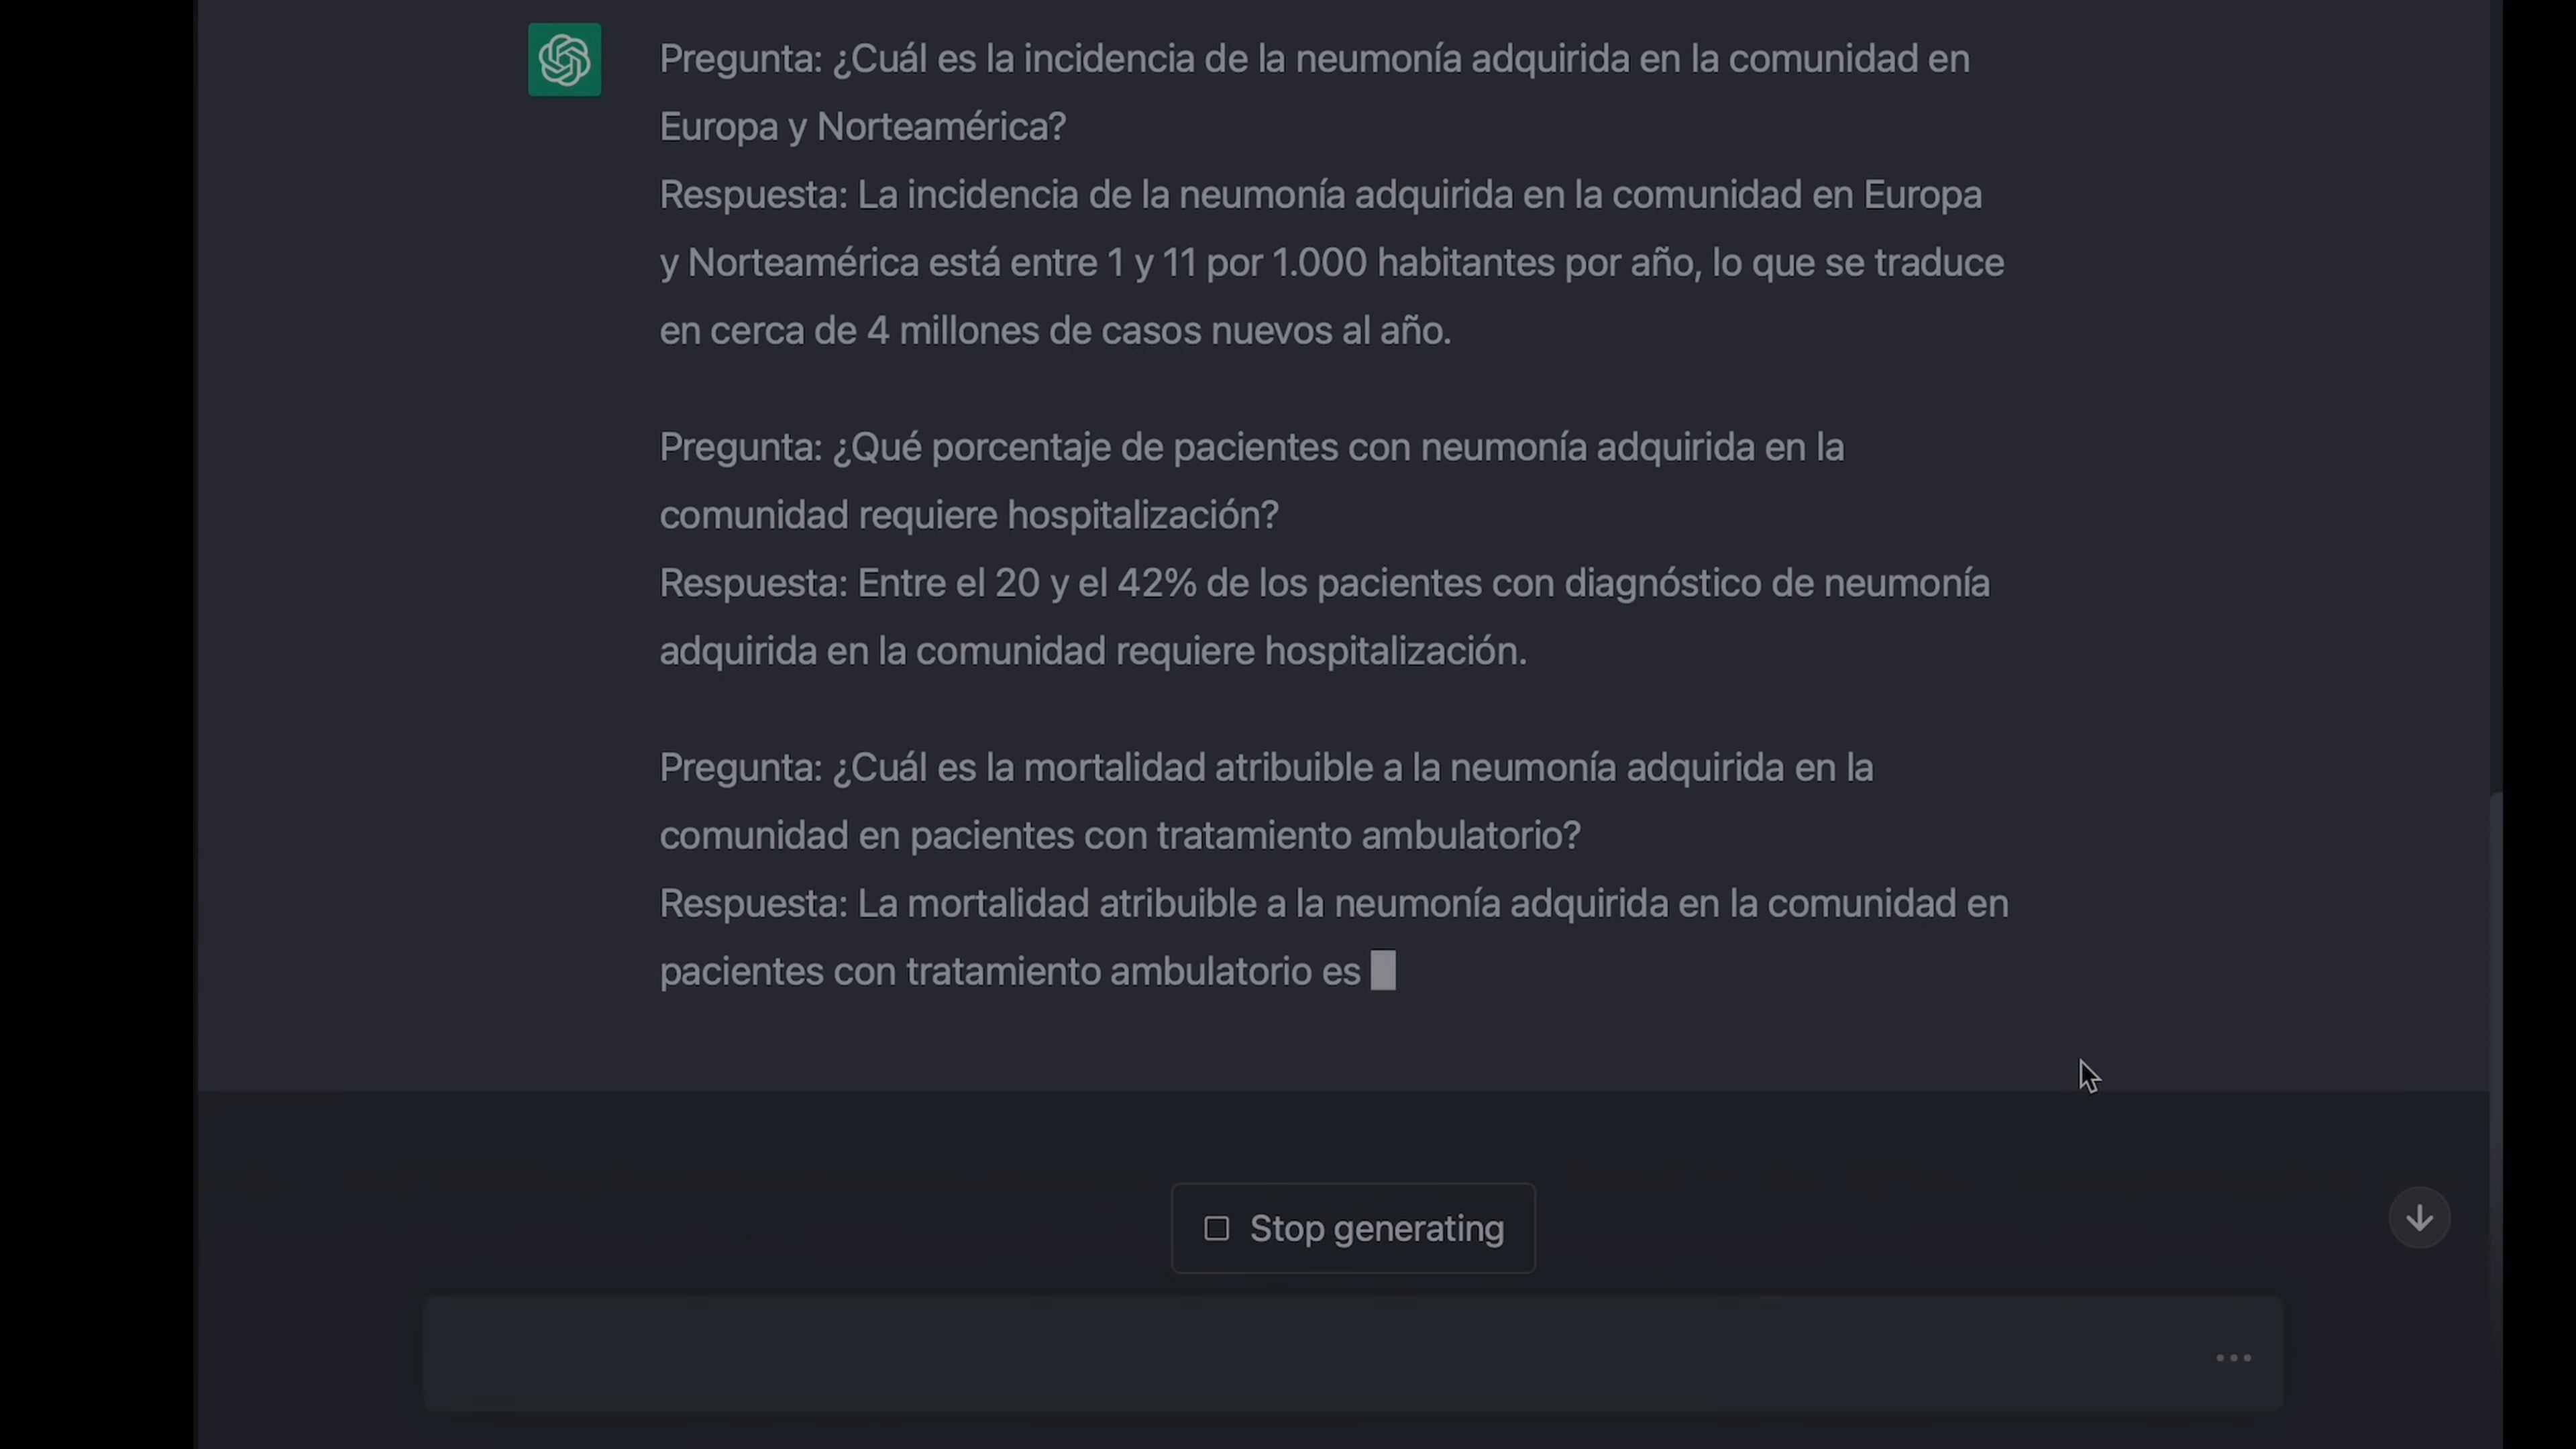 Pregunta: ¿Cuál es la incidencia de la neumonía adquirida en la comunidad en
Europa y Norteamérica?
Respuesta: La incidencia de la neumonía adquirida en la comunidad en Europa
y Norteamérica está entre 1 y 11 por 1.000 habitantes por año, lo que se traduce
en cerca de 4 millones de casos nuevos al año.
Pregunta: ¿Qué porcentaje de pacientes con neumonía adquirida en la
comunidad requiere hospitalización?
Respuesta: Entre el 20 y el 42% de los pacientes con diagnóstico de neumonía
adquirida en la comunidad requiere hospitalización.
Pregunta: ¿Cuál es la mortalidad atribuible a la neumonía adquirida en la
comunidad en pacientes con tratamiento ambulatorio?
Respuesta: La mortalidad atribuible a la neumonía adquirida en la comunidad en
pacientes con tratamiento ambulatorio es
Stop generating